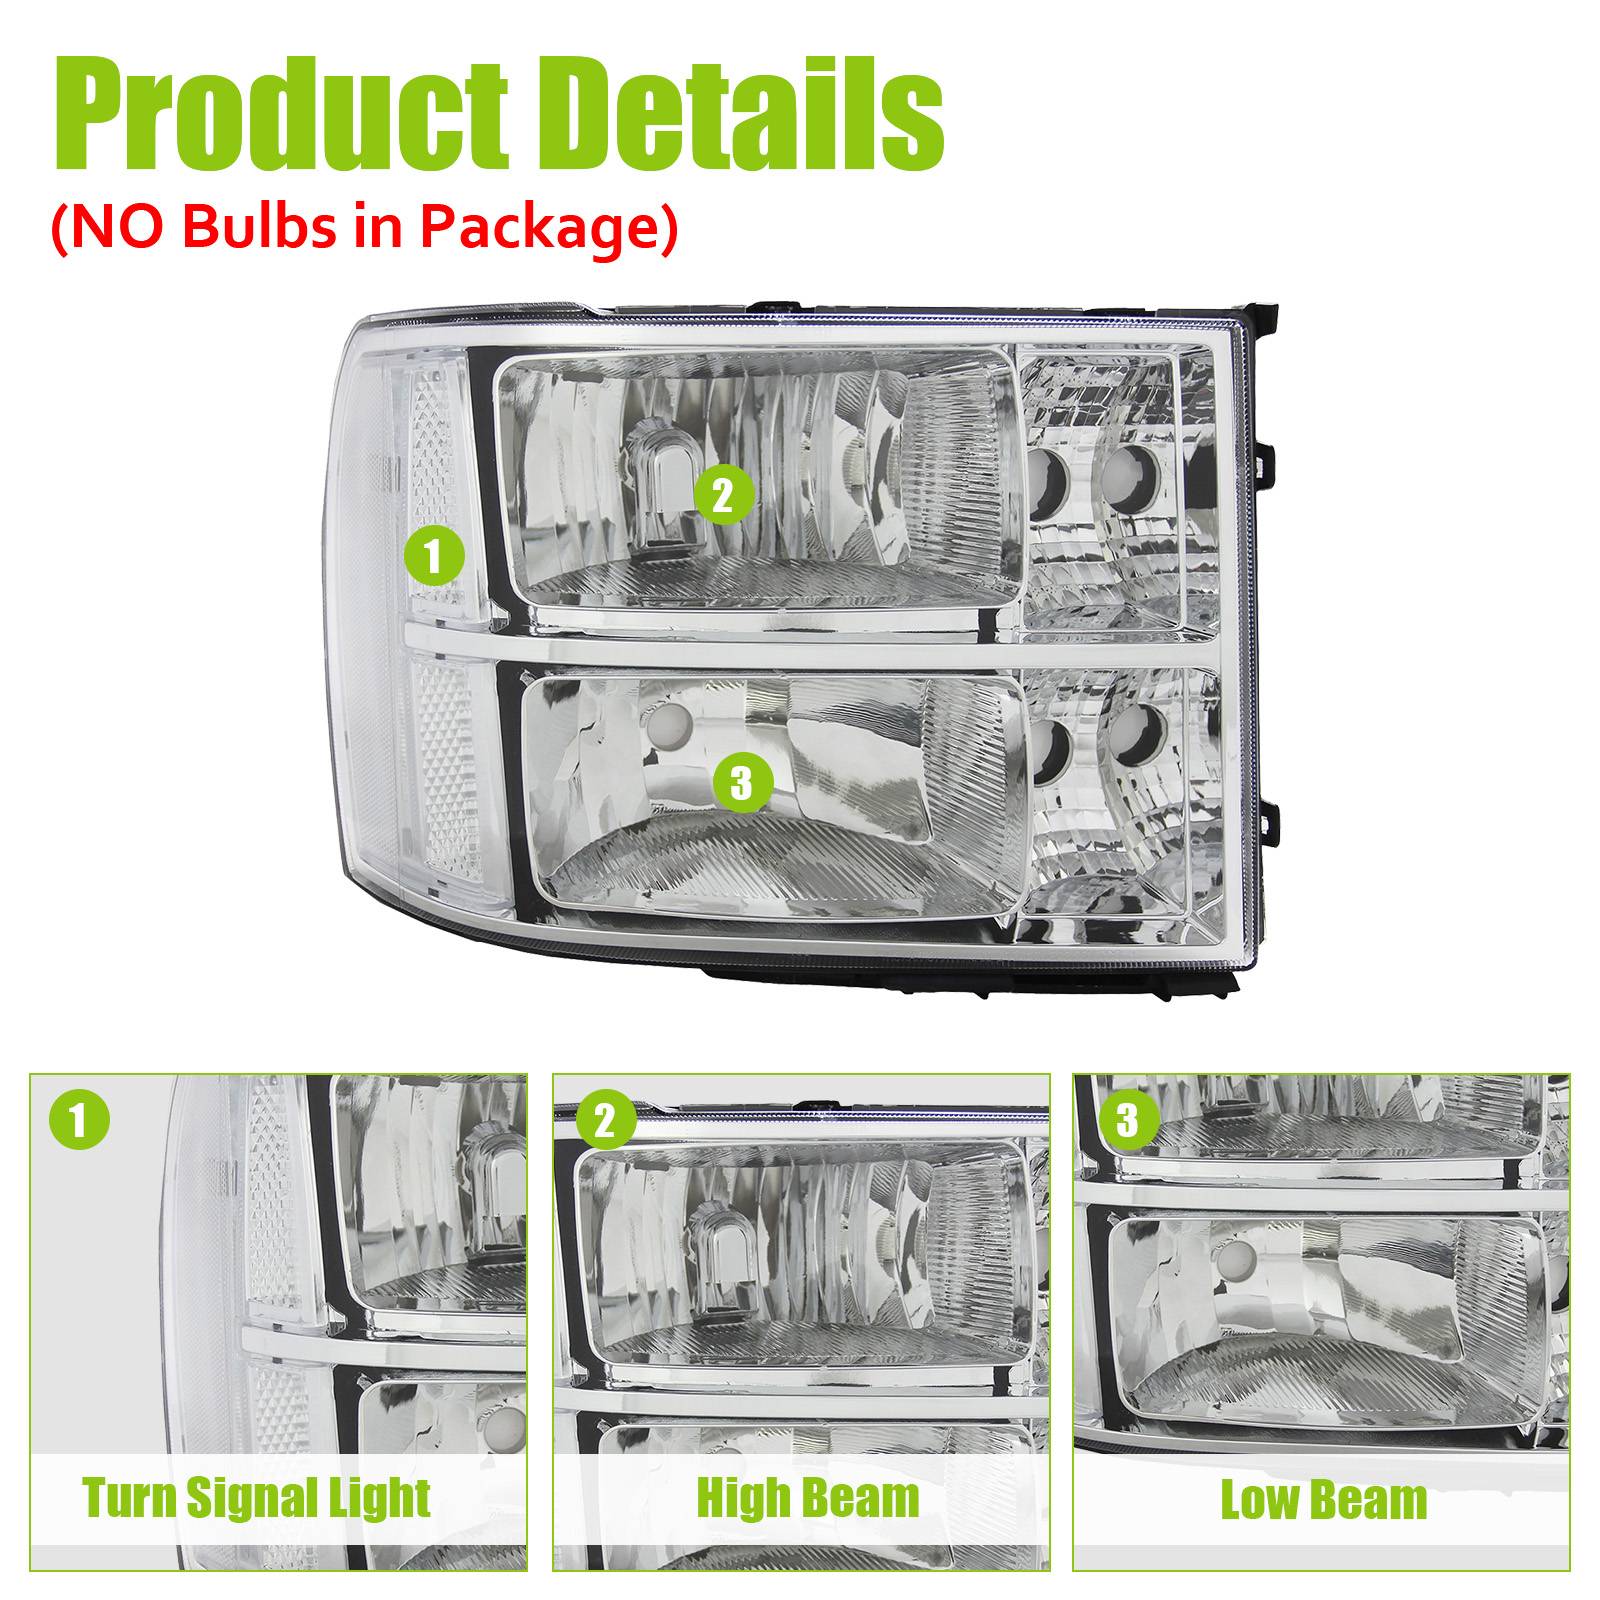 Product Details
(NO Bulbs in Package)
1
2
3
1
2
3
Turn Signal Light
High Beam
Low Beam